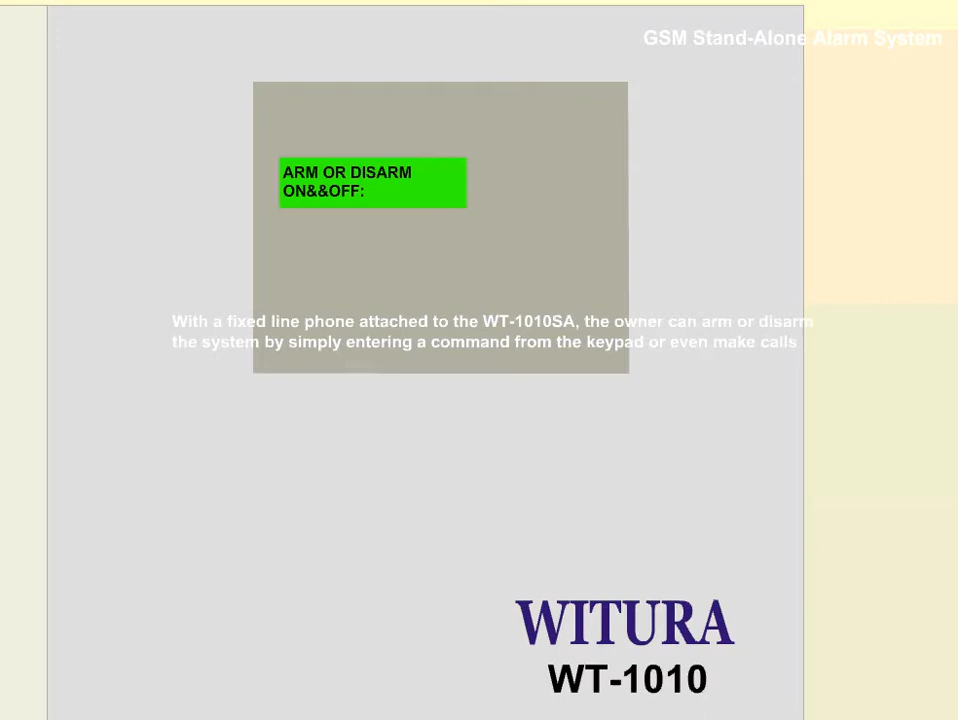 GSM Stand-Alone Alarm System
ARM OR DISARM
ON&&OFF:
With a fixed line phone attached to the WT-1010SA, the owner can arm or disarm
the system by simply entering a command from the keypad or even make calls
WITURA
WT-1010